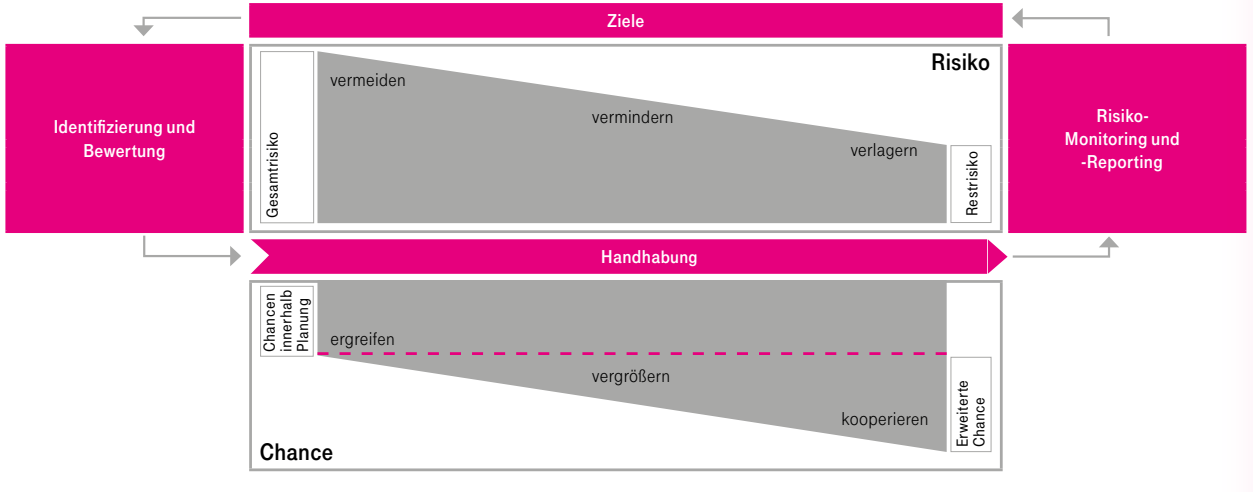 Ziele
Identifizierung und
Bewertung
Gesamtrisiko
vermeiden
vermindern
verlagern
Risiko
Restrisiko
Risiko-
Monitoring und
-Reporting
Handhabung
Chancen
innerhalb
Planung
ergreifen
vergrößern
kooperieren
Erweiterte
Chance
Chance